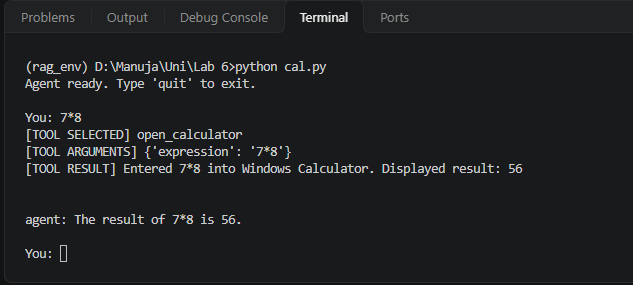 Problems Output Debug Console Terminal Ports
(rag_env) D:\Manuja\Uni\Lab 6>python cal.py
Agent ready. Type 'quit' to exit.
You: 7*8
[TOOL SELECTED] open_calculator
[TOOL ARGUMENTS] {'expression': '7*8'}
[TOOL RESULT] Entered 7*8 into Windows Calculator. Displayed result: 56
agent: The result of 7*8 is 56.
You: